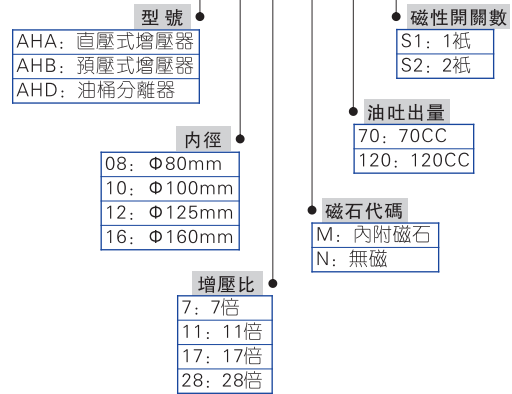 型號
AHA：直壓式增壓器
AHB：預壓式增壓器
AHD：油桶分離器
磁性開關數
S1：1祇
S2：2祇
油吐出量
70：70CC
120：120CC
內徑
08：Φ80mm
10：Φ100mm
12：Φ125mm
16：Φ160mm
磁石代碼
M：內附磁石
N：無磁
增壓比
7：7倍
11：11倍
17：17倍
28：28倍